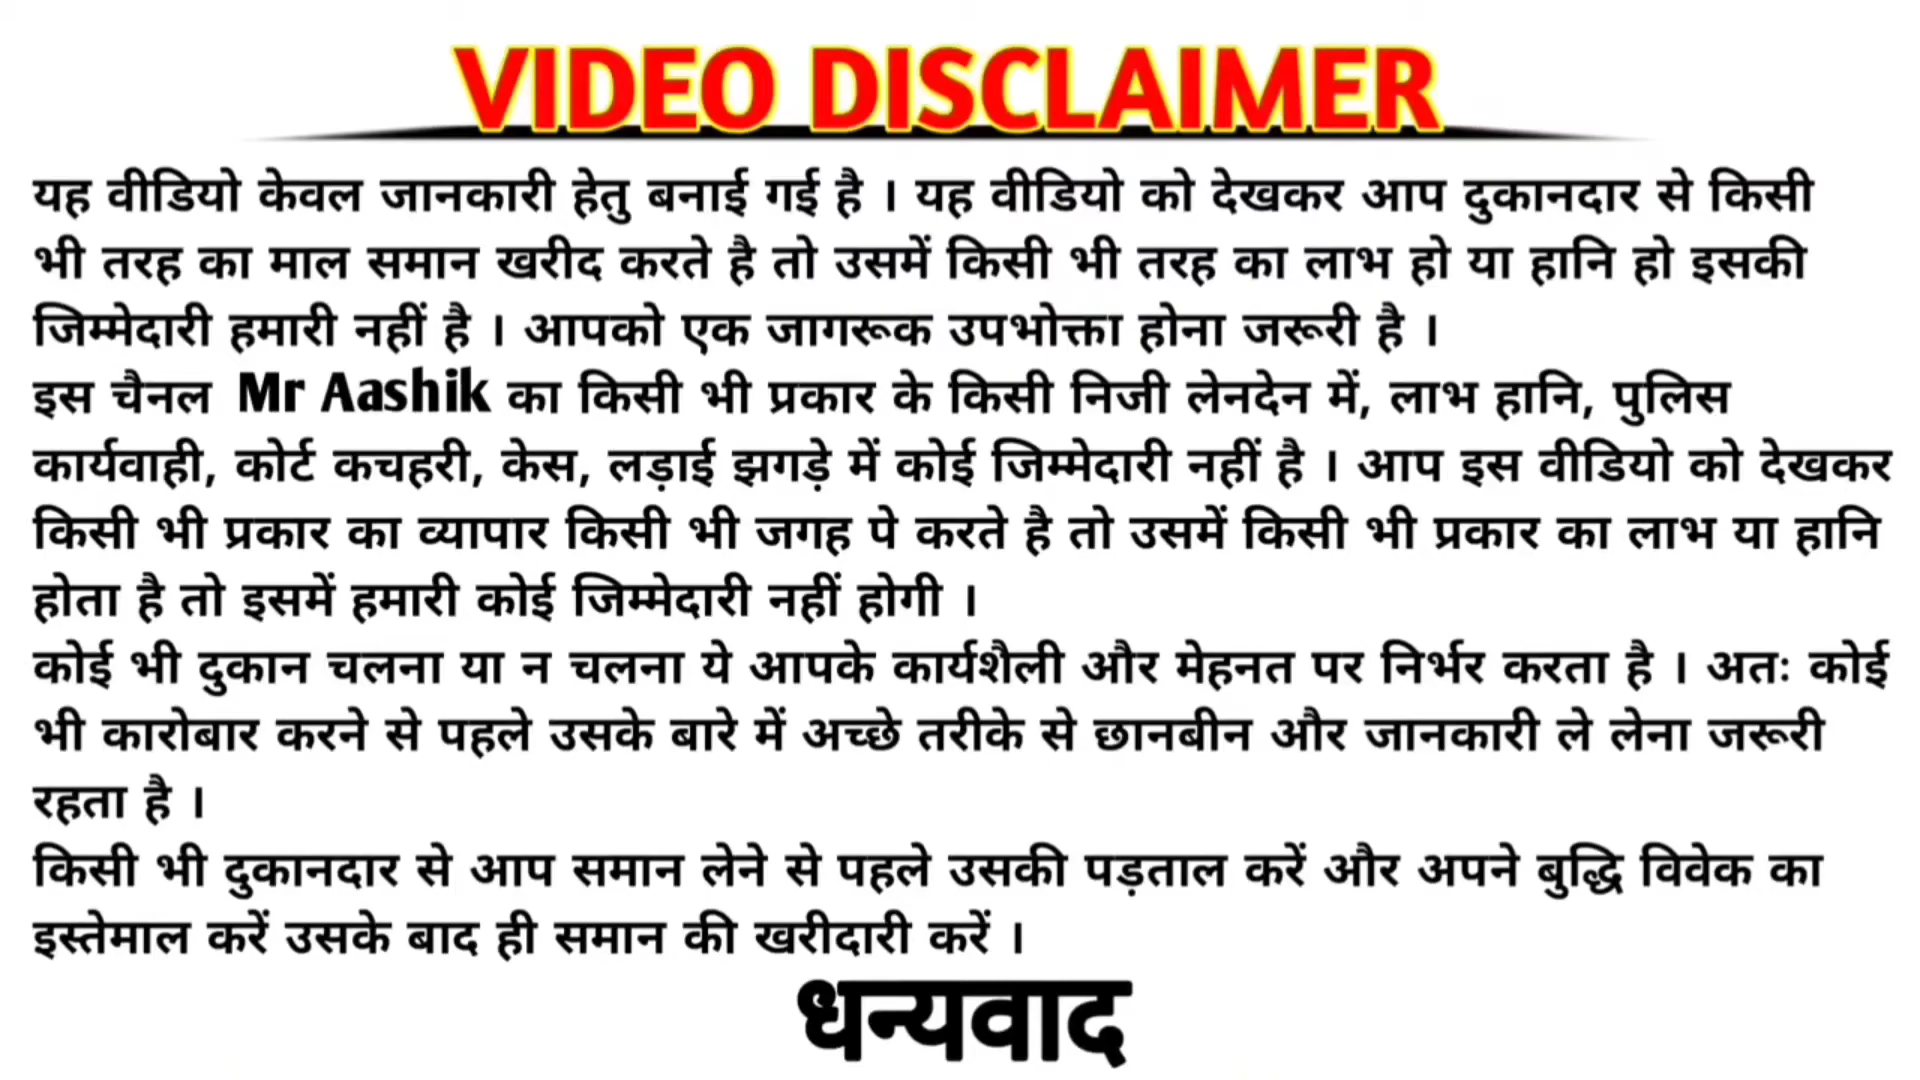 VIDEO DISCLAIMER
यह वीडियो केवल जानकारी हेतु बनाई गई है । यह वीडियो को देखकर आप दुकानदार से किसी
भी तरह का माल समान खरीद करते है तो उसमें किसी भी तरह का लाभ हो या हानि हो इसकी
जिम्मेदारी हमारी नहीं है । आपको एक जागरूक उपभोक्ता होना जरूरी है ।
इस चैनल Mr Aashik का किसी भी प्रकार के किसी निजी लेनदेन में, लाभ हानि, पुलिस
कार्यवाही, कोर्ट कचहरी, केस, लड़ाई झगड़े में कोई जिम्मेदारी नहीं है । आप इस वीडियो को देखकर
किसी भी प्रकार का व्यापार किसी भी जगह पे करते है तो उसमें किसी भी प्रकार का लाभ या हानि
होता है तो इसमें हमारी कोई जिम्मेदारी नहीं होगी ।
कोई भी दुकान चलना या न चलना ये आपके कार्यशैली और मेहनत पर निर्भर करता है । अतः कोई
भी कारोबार करने से पहले उसके बारे में अच्छे तरीके से छानबीन और जानकारी ले लेना जरूरी
रहता है ।
किसी भी दुकानदार से आप समान लेने से पहले उसकी पड़ताल करें और अपने बुद्धि विवेक का
इस्तेमाल करें उसके बाद ही समान की खरीदारी करें ।
धन्यवाद